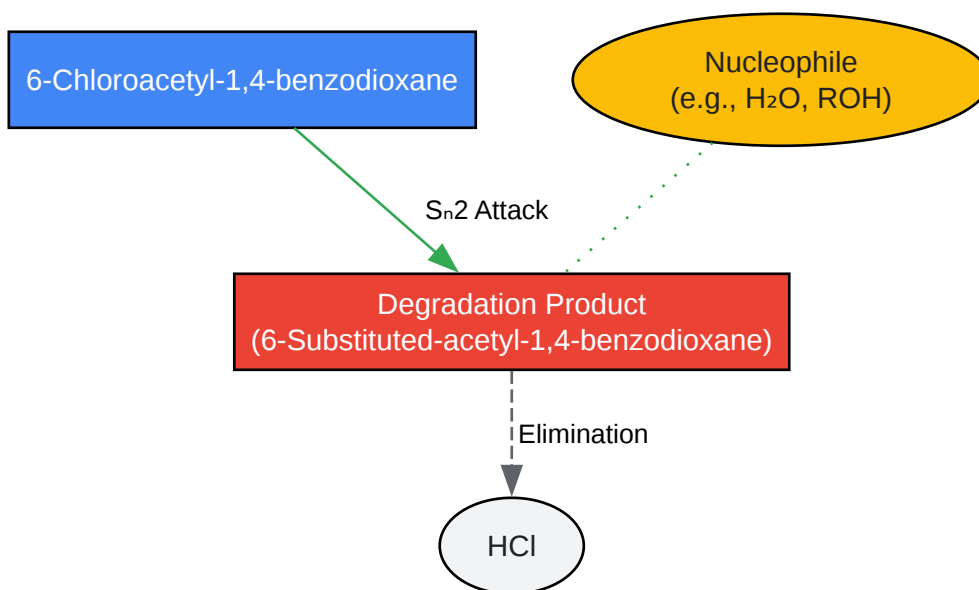 6-Chloroacetyl-1,4-benzodioxane
Nucleophile
(e.g., H₂O, ROH)
Sₙ2 Attack
Degradation Product
(6-Substituted-acetyl-1,4-benzodioxane)
Elimination
HCl